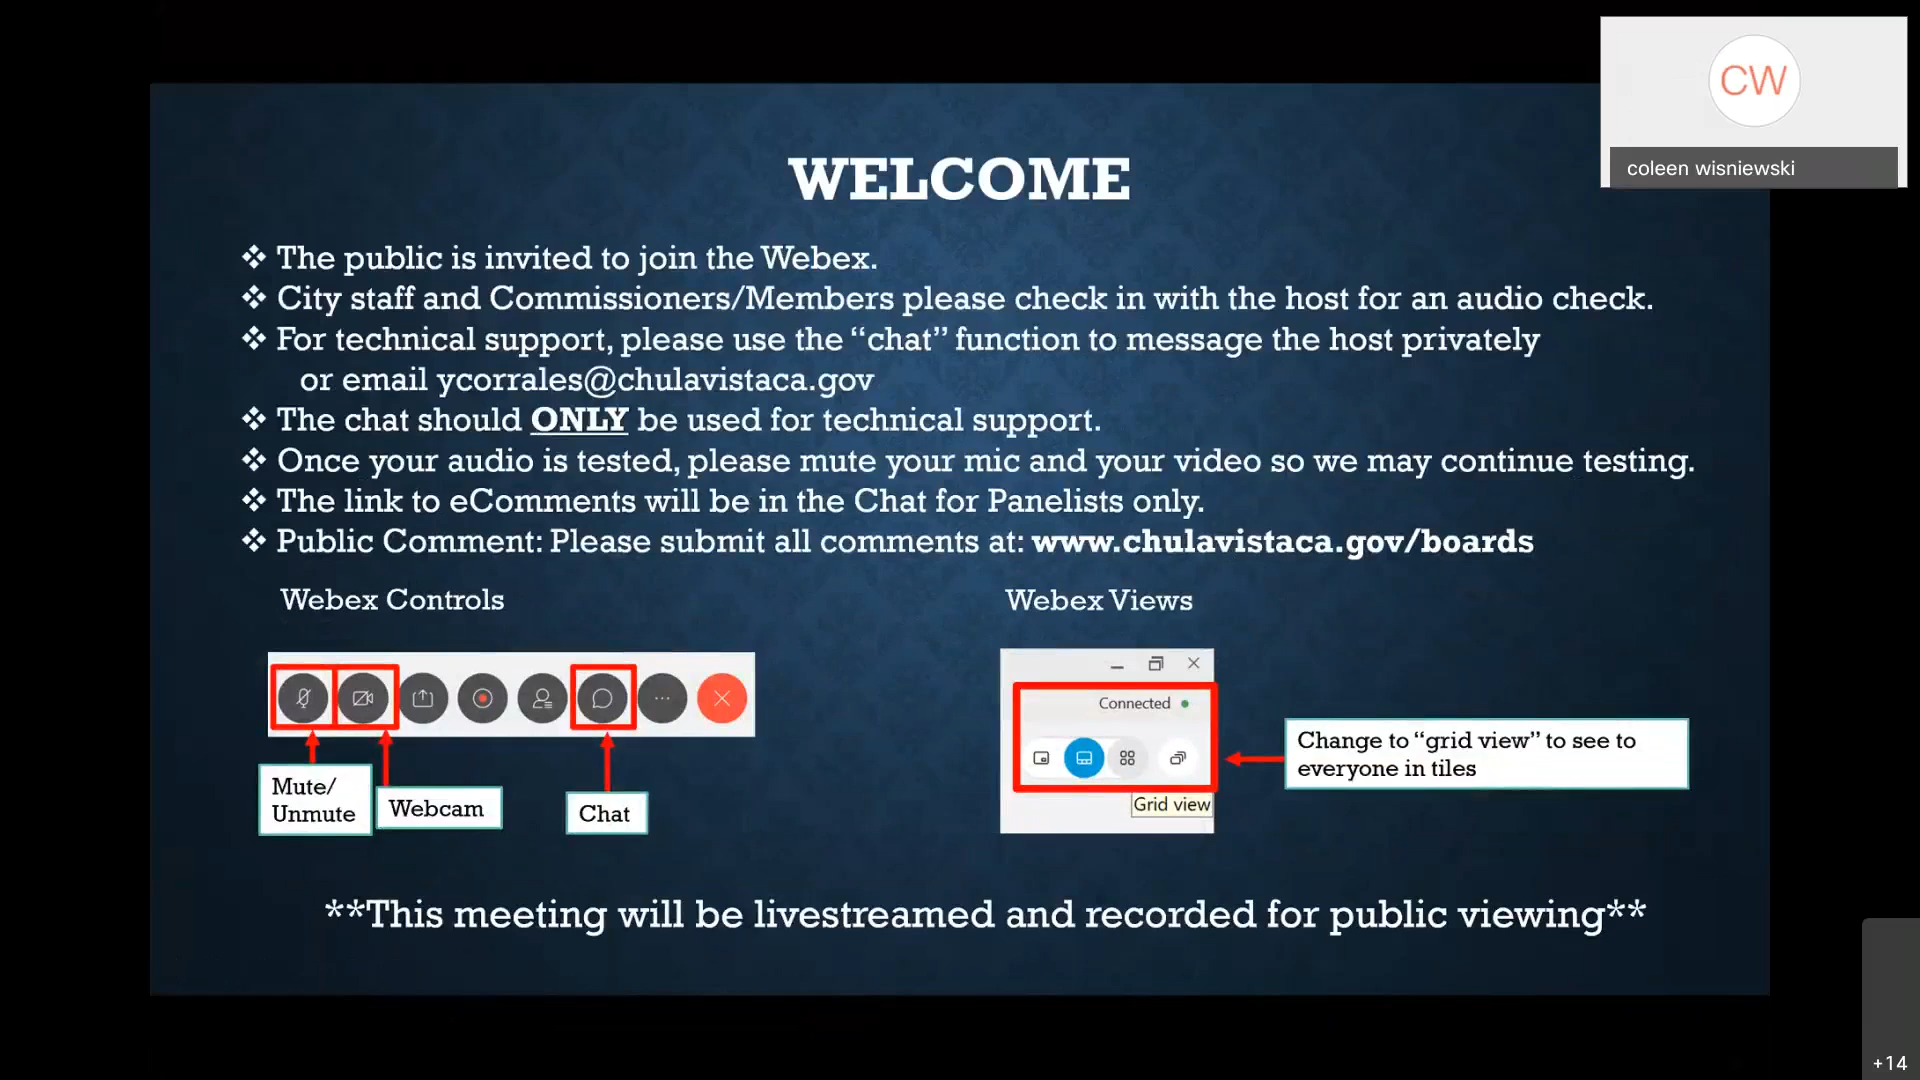 CW
coleen wisniewski
WELCOME
❖ The public is invited to join the Webex.
❖ City staff and Commissioners/Members please check in with the host for an audio check.
❖ For technical support, please use the “chat” function to message the host privately
or email ycorrales@chulavistaca.gov
❖ The chat should ONLY be used for technical support.
❖ Once your audio is tested, please mute your mic and your video so we may continue testing.
❖ The link to eComments will be in the Chat for Panelists only.
❖ Public Comment: Please submit all comments at: www.chulavistaca.gov/boards
Webex Controls
Mute/
Unmute
Webcam
Chat
Webex Views
Connected
Grid view
Change to “grid view” to see to
everyone in tiles
**This meeting will be livestreamed and recorded for public viewing**
+14